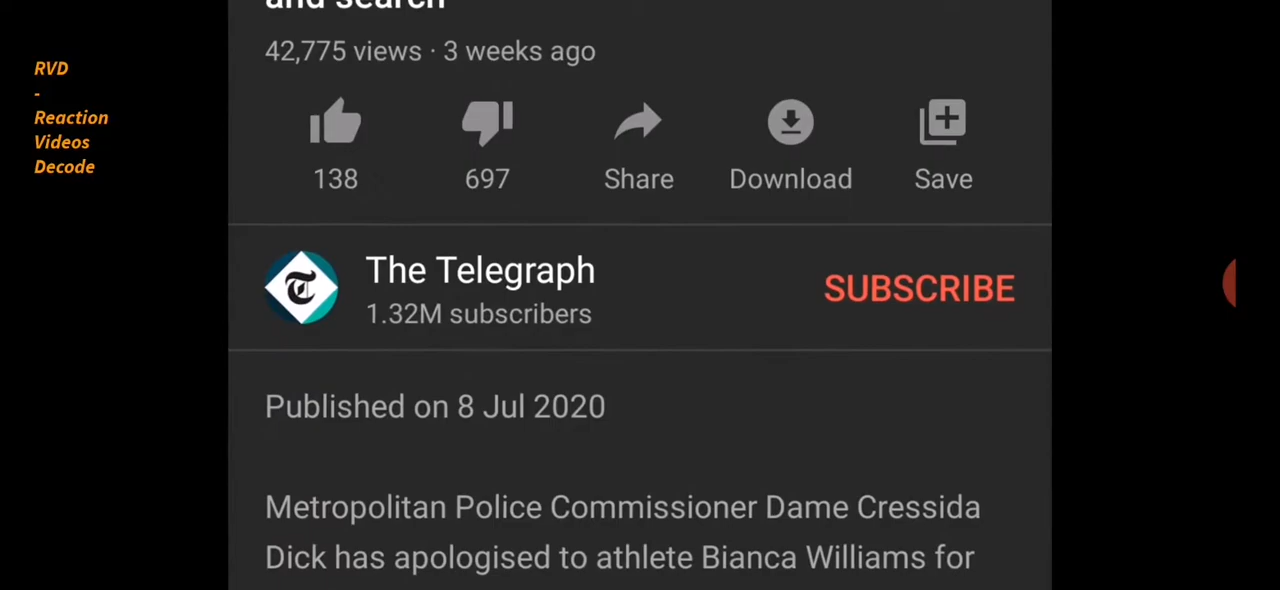 and search
42,775 views · 3 weeks ago
138 697 Share Download Save
The Telegraph
1.32M subscribers
SUBSCRIBE
Published on 8 Jul 2020
Metropolitan Police Commissioner Dame Cressida
Dick has apologised to athlete Bianca Williams for
RVD
-
Reaction
Videos
Decode